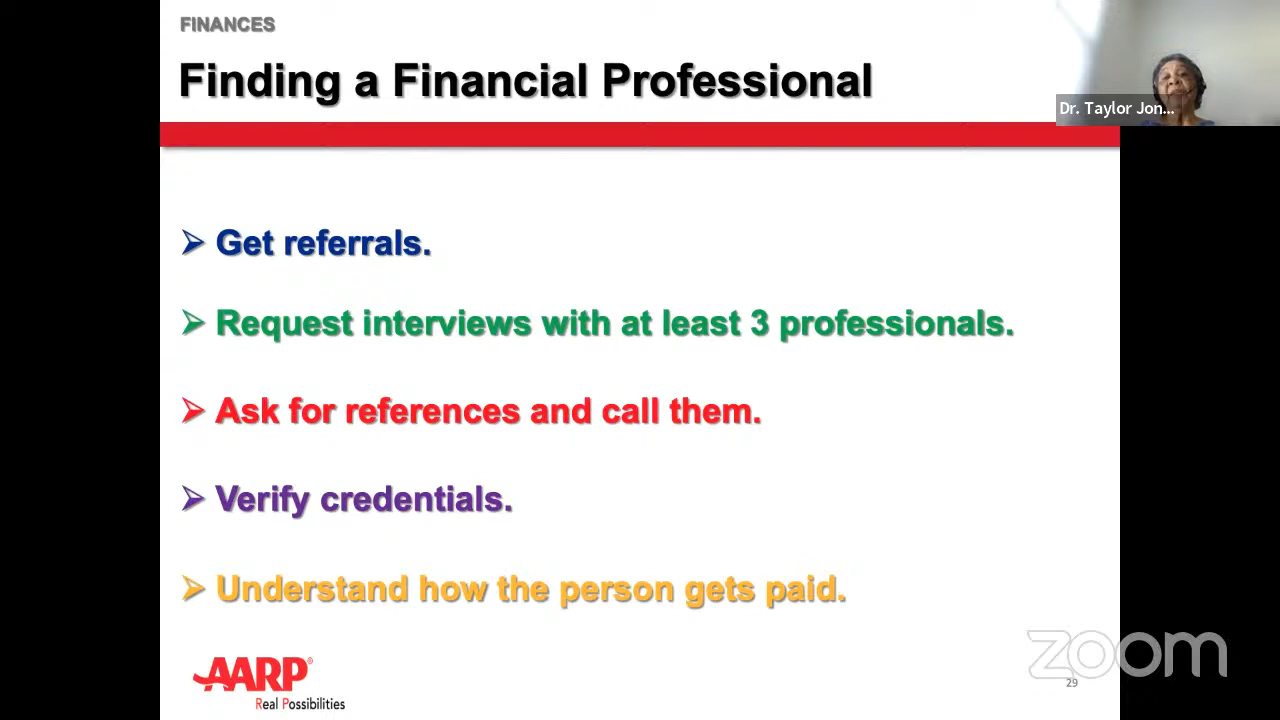 FINANCES
Finding a Financial Professional
Dr. Taylor Jon...
➢ Get referrals.
➢ Request interviews with at least 3 professionals.
➢ Ask for references and call them.
➢ Verify credentials.
➢ Understand how the person gets paid.
AARP®
Real Possibilities
zoom
29